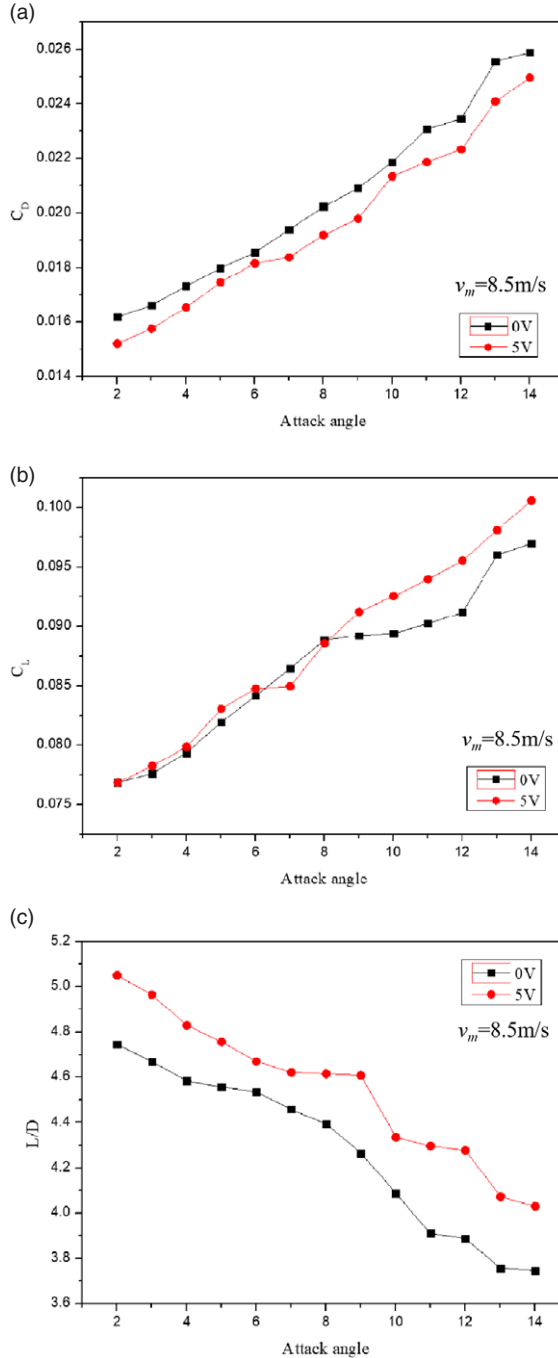 (a)
0.026
0.024
0.022
0.020
0.018
0.016
0.014
C_D
v_m=8.5m/s
0V
5V
2 4 6 8 10 12 14
Attack angle
(b)
0.100
0.095
0.090
0.085
0.080
0.075
C_L
v_m=8.5m/s
0V
5V
2 4 6 8 10 12 14
Attack angle
(c)
5.2
5.0
4.8
4.6
4.4
4.2
4.0
3.8
3.6
L/D
0V
5V
v_m=8.5m/s
2 4 6 8 10 12 14
Attack angle